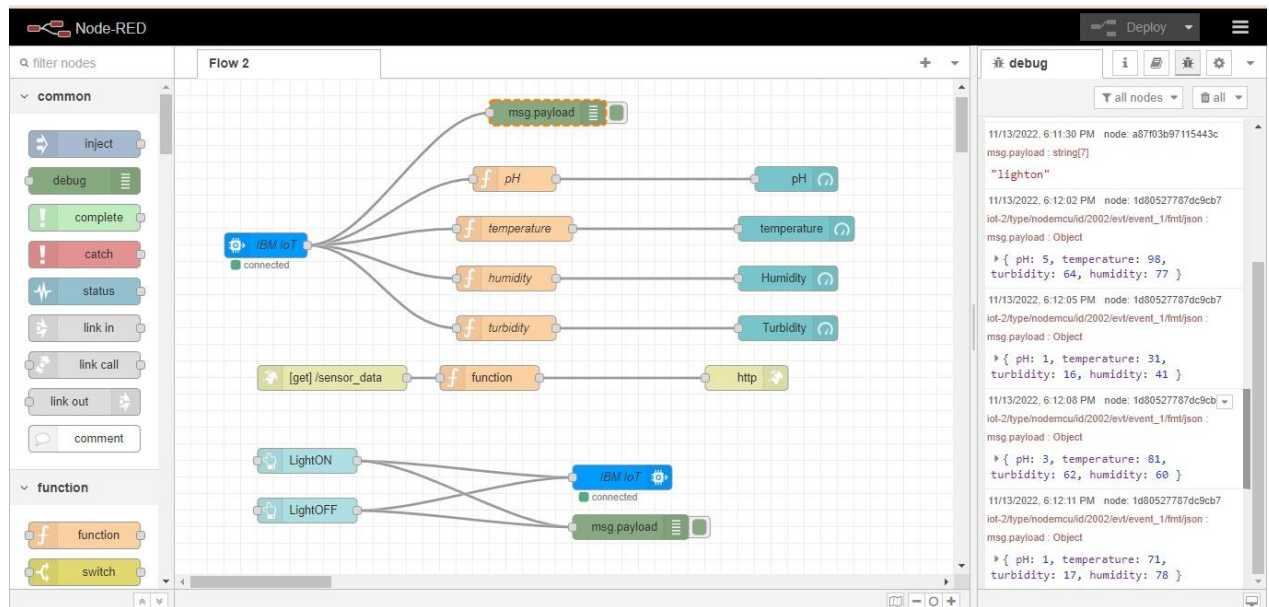 Node-RED
Deploy
filter nodes
common
inject
debug
complete
catch
status
link in
link call
link out
comment
function
function
switch
Flow 2
msg.payload
pH
pH
temperature
temperature
IBM IoT
connected
humidity
Humidity
turbidity
Turbidity
[get] /sensor_data
function
http
LightON
IBM IoT
connected
LightOFF
msg.payload
debug
i
all nodes
all
11/13/2022, 6:11:30 PM node: a87f03b97115443c
msg.payload : string[7]
"lighton"
11/13/2022, 6:12:02 PM node: 1d80527787dc9cb7
iot-2/type/nodemcu/id/2002/evt/event_1/fmt/json :
msg.payload : Object
{ pH: 5, temperature: 98,
turbidity: 64, humidity: 77 }
11/13/2022, 6:12:05 PM node: 1d80527787dc9cb7
iot-2/type/nodemcu/id/2002/evt/event_1/fmt/json :
msg.payload : Object
{ pH: 1, temperature: 31,
turbidity: 16, humidity: 41 }
11/13/2022, 6:12:08 PM node: 1d80527787dc9cb
iot-2/type/nodemcu/id/2002/evt/event_1/fmt/json :
msg.payload : Object
{ pH: 3, temperature: 81,
turbidity: 62, humidity: 60 }
11/13/2022, 6:12:11 PM node: 1d80527787dc9cb7
iot-2/type/nodemcu/id/2002/evt/event_1/fmt/json :
msg.payload : Object
{ pH: 1, temperature: 71,
turbidity: 17, humidity: 78 }